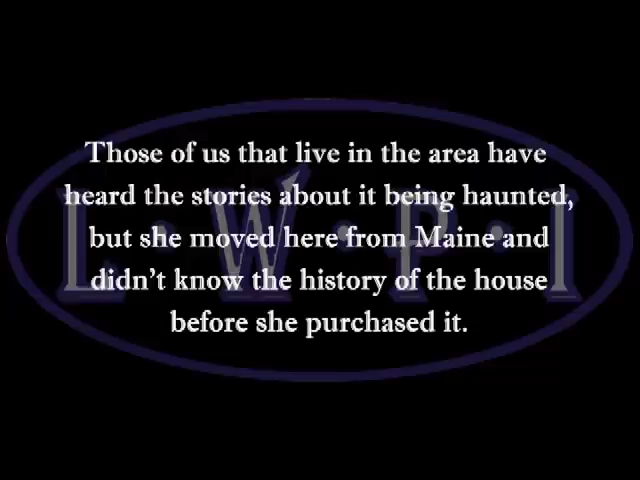 Those of us that live in the area have
heard the stories about it being haunted,
but she moved here from Maine and
didn't know the history of the house
before she purchased it.
L·W·P·I